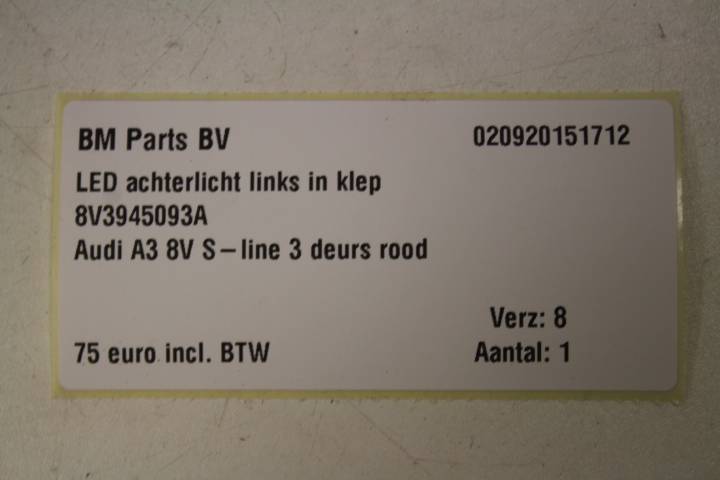 BM Parts BV 020920151712
LED achterlicht links in klep
8V3945093A
Audi A3 8V S-line 3 deurs rood
Verz: 8
75 euro incl. BTW Aantal: 1